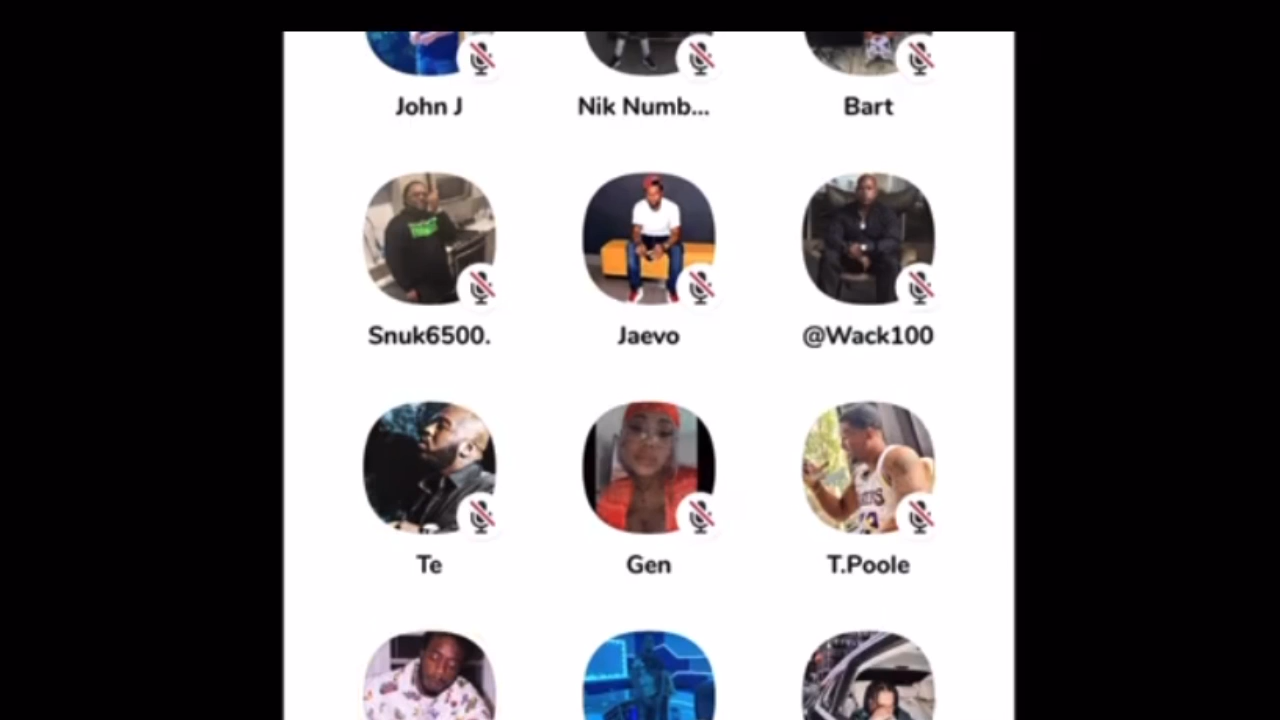 John J
Nik Numb...
Bart
Snuk6500.
Jaevo
@Wack100
Te
Gen
T.Poole